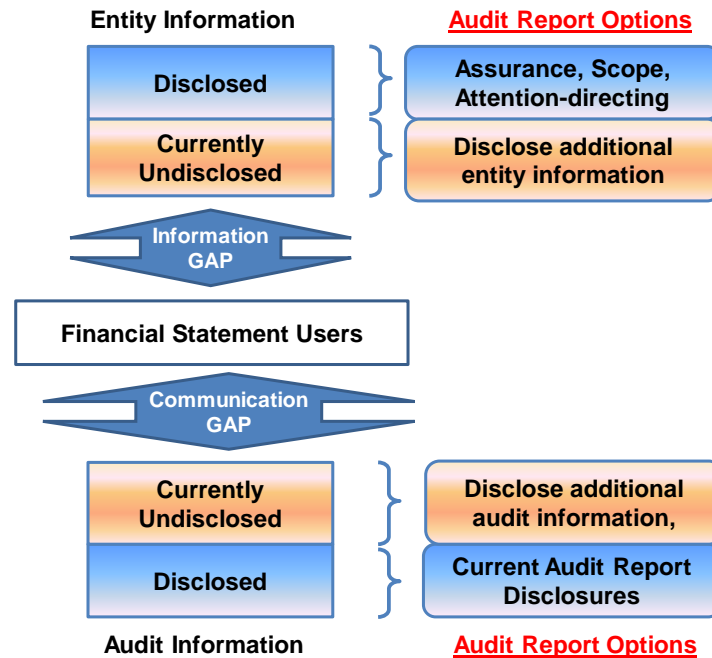 Entity Information
Audit Report Options
Disclosed
Assurance, Scope,
Attention-directing
Currently
Undisclosed
Disclose additional
entity information
Information
GAP
Financial Statement Users
Communication
GAP
Currently
Undisclosed
Disclose additional
audit information,
Disclosed
Current Audit Report
Disclosures
Audit Information
Audit Report Options